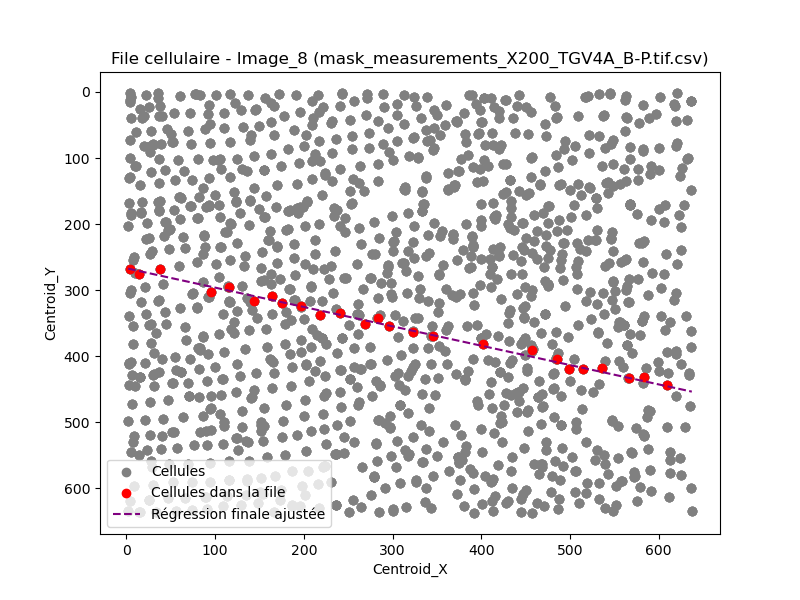 File cellulaire - Image_8 (mask_measurements_X200_TGV4A_B-P.tif.csv)
0
100
200
300
400
500
600
Centroid_Y
Cellules
Cellules dans la file
Régression finale ajustée
0 100 200 300 400 500 600
Centroid_X